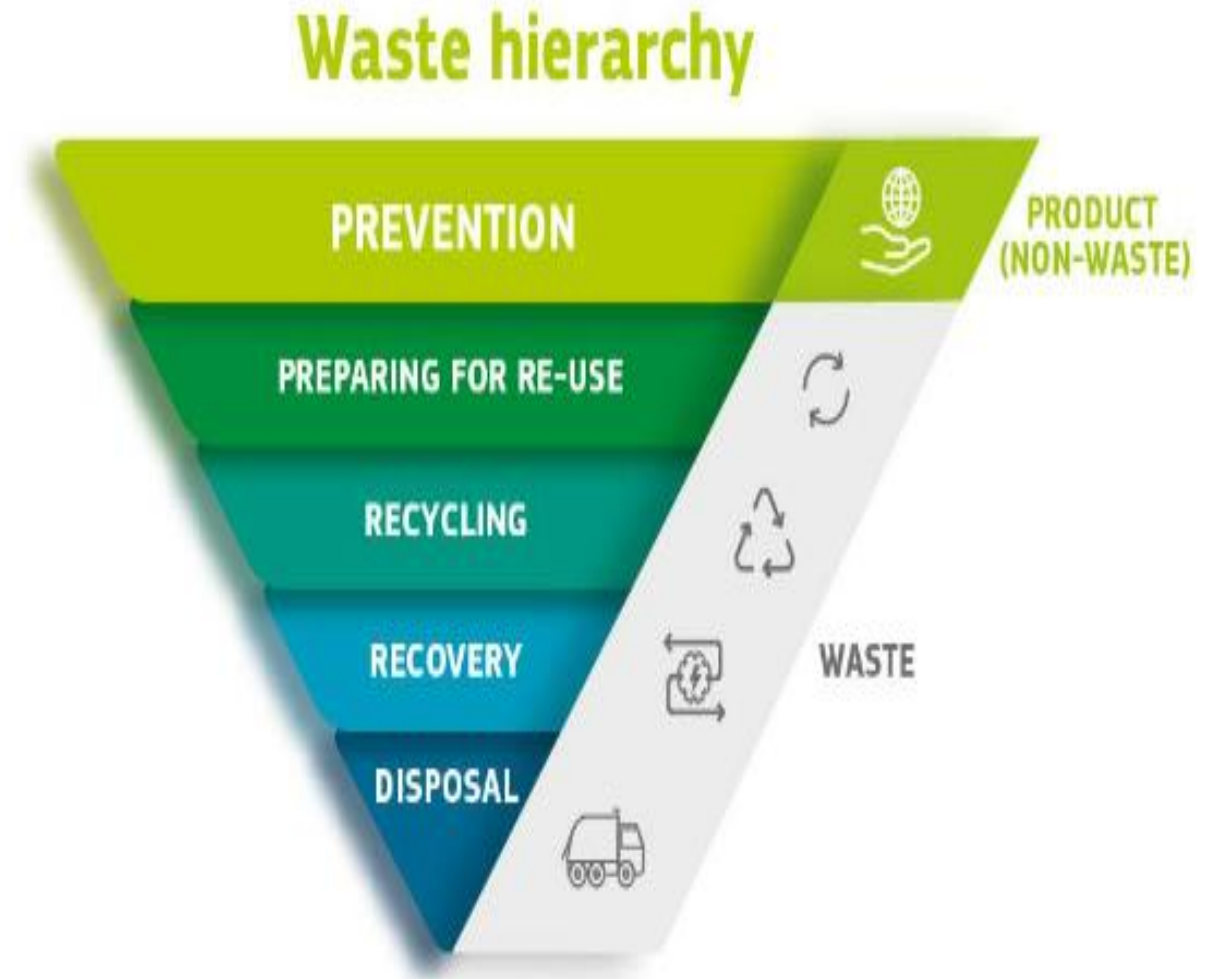 Waste hierarchy
PREVENTION
PRODUCT
(NON-WASTE)
PREPARING FOR RE-USE
RECYCLING
RECOVERY
WASTE
DISPOSAL